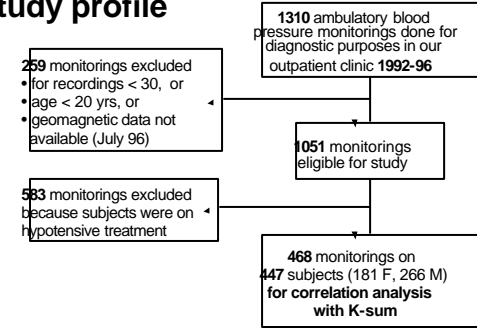 tudy profile
1310 ambulatory blood
pressure monitorings done for
diagnostic purposes in our
outpatient clinic 1992-96
259 monitorings excluded
• for recordings < 30, or
• age < 20 yrs, or
• geomagnetic data not
available (July 96)
1051 monitorings
eligible for study
583 monitorings excluded
because subjects were on
hypotensive treatment
468 monitorings on
447 subjects (181 F, 266 M)
for correlation analysis
with K-sum